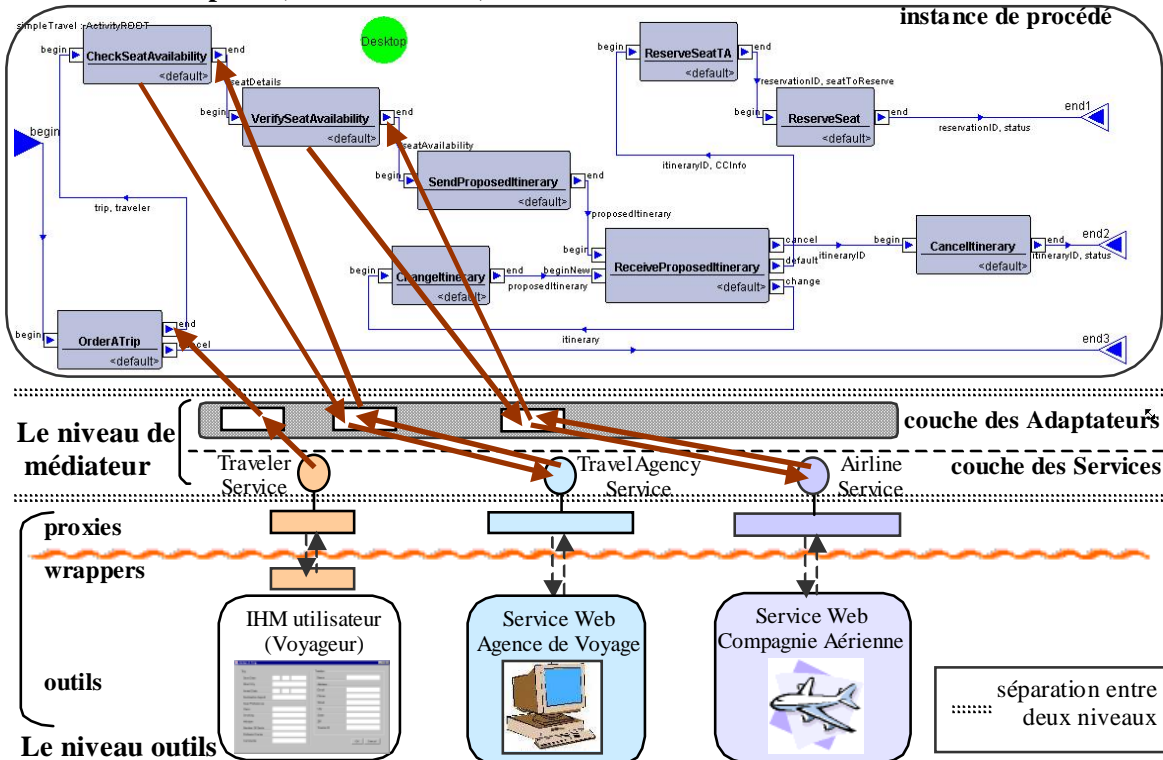 instance de procédé
simpleTravel : ActivityROOT
begin
CheckSeatAvailability
end
<default>
Desktop
begin
ReserveSeatTA
end
<default>
seatDetails
reservationID, seatToReserve
begin
VerifySeatAvailability
end
<default>
begin
ReserveSeat
end
<default>
end1
reservationID, status
begin
seatAvailability
itineraryID, CCInfo
begin
SendProposedItinerary
end
<default>
trip, traveler
proposedItinerary
begin
beginNew
ReceiveProposedItinerary
<default>
cancel
default
change
itineraryID
begin
CancelItinerary
end
<default>
end2
itineraryID, status
begin
ChangeItinerary
end
<default>
proposedItinerary
itinerary
begin
OrderATrip
end
cancel
<default>
end3
Le niveau de
médiateur
couche des Adaptateurs
couche des Services
Traveler
Service
Travel Agency
Service
Airline
Service
proxies
wrappers
IHM utilisateur
(Voyageur)
Service Web
Agence de Voyage
Service Web
Compagnie Aérienne
outils
Le niveau outils
séparation entre
deux niveaux